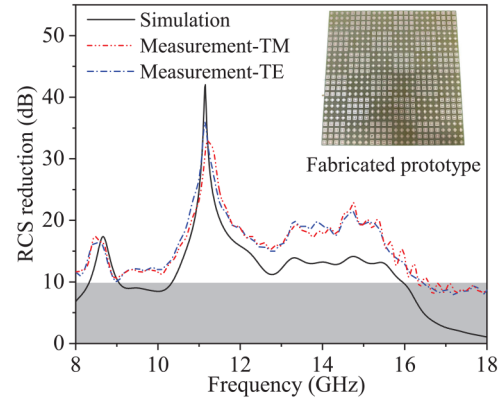 Simulation
Measurement-TM
Measurement-TE
Fabricated prototype
RCS reduction (dB)
50
40
30
20
10
0
8
10
12
14
16
18
Frequency (GHz)